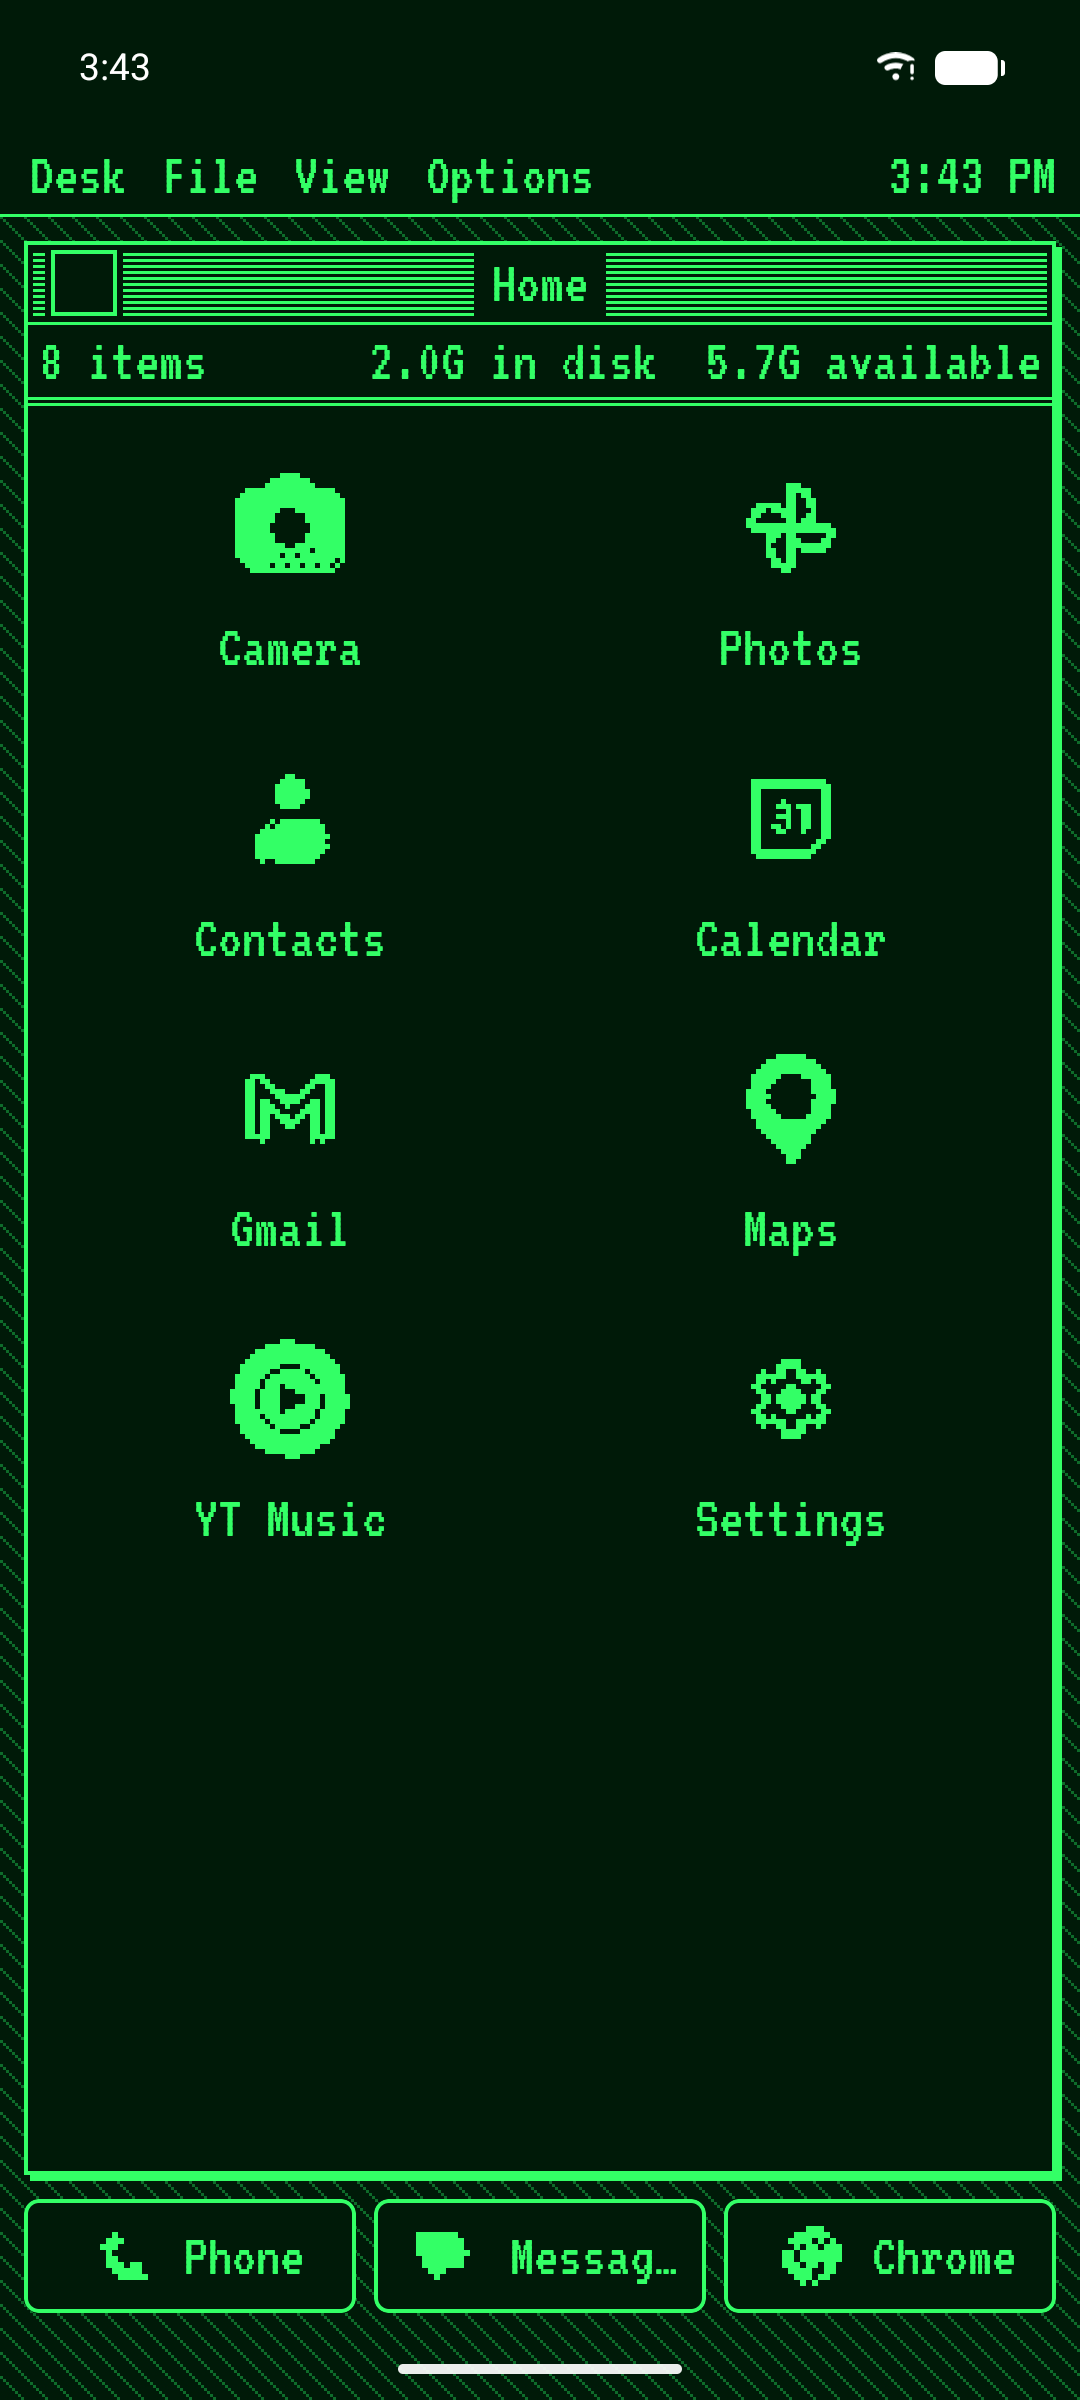 3:43
Desk File View Options 3:43 PM
Home
8 items 2.0G in disk 5.7G available
Camera Photos
31
Contacts Calendar
Gmail Maps
YT Music Settings
Phone Messag… Chrome